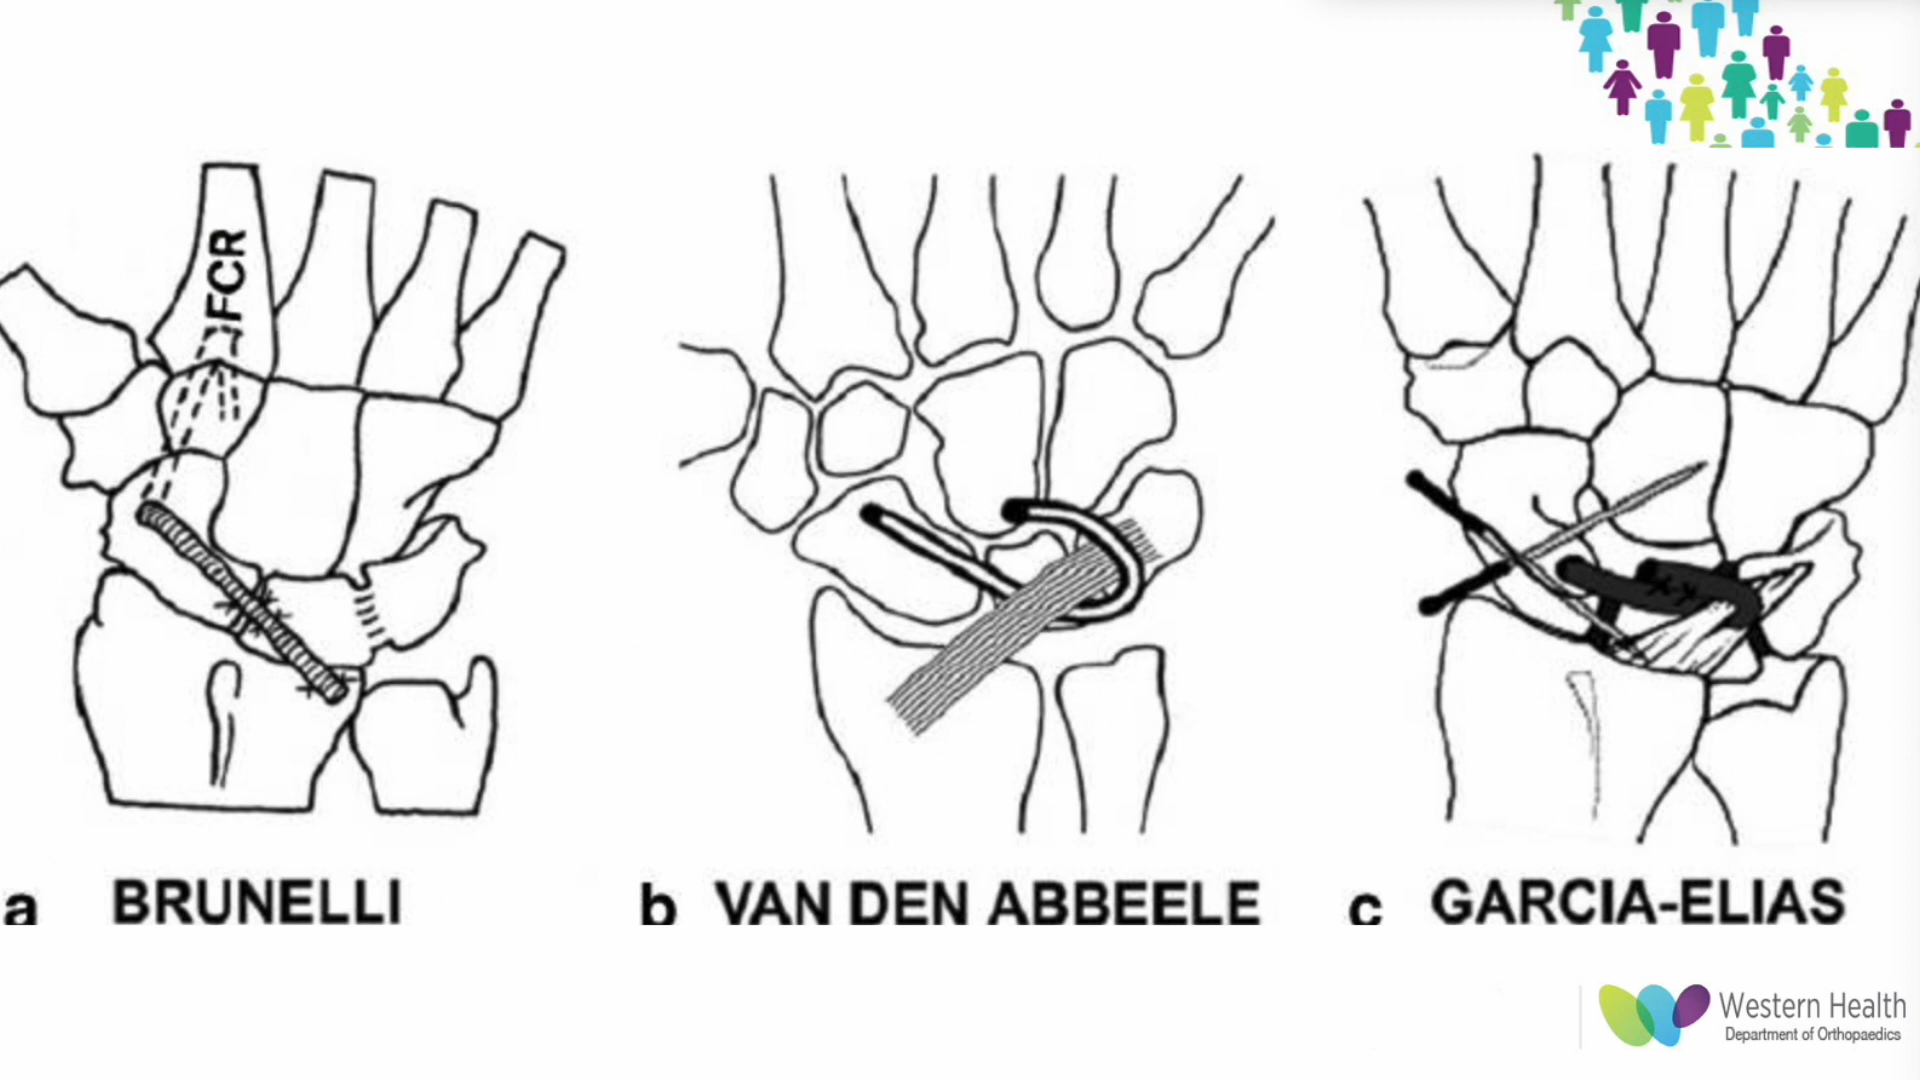 FCR
a BRUNELLI
b VAN DEN ABBEELE
c GARCIA-ELIAS
Western Health
Department of Orthopaedics